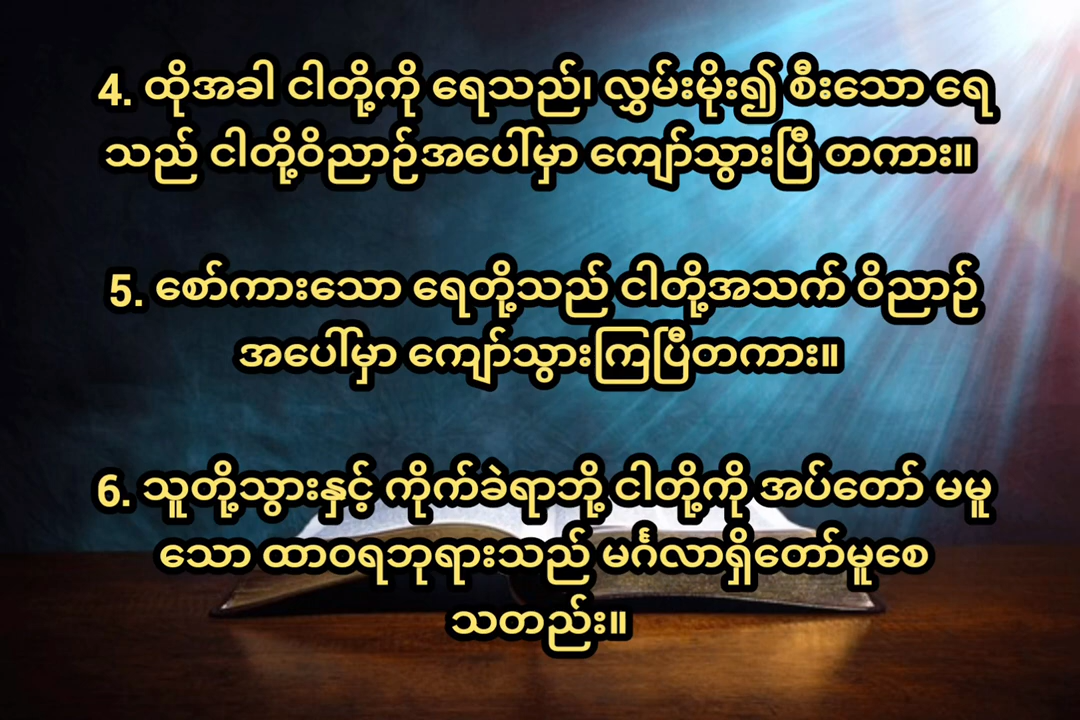 4. ထိုအခါ ငါတို့ကို ရေသည်၊ လွှမ်းမိုး၍ စီးသော ရေ
သည် ငါတို့ဝိညာဉ်အပေါ်မှာ ကျော်သွားပြီ တကား။
5. စော်ကားသော ရေတို့သည် ငါတို့အသက် ဝိညာဉ်
အပေါ်မှာ ကျော်သွားကြပြီတကား။
6. သူတို့သွားနှင့် ကိုက်ခဲရာဘို့ ငါတို့ကို အပ်တော် မမူ
သော ထာဝရဘုရားသည် မင်္ဂလာရှိတော်မူစေ
သတည်း။